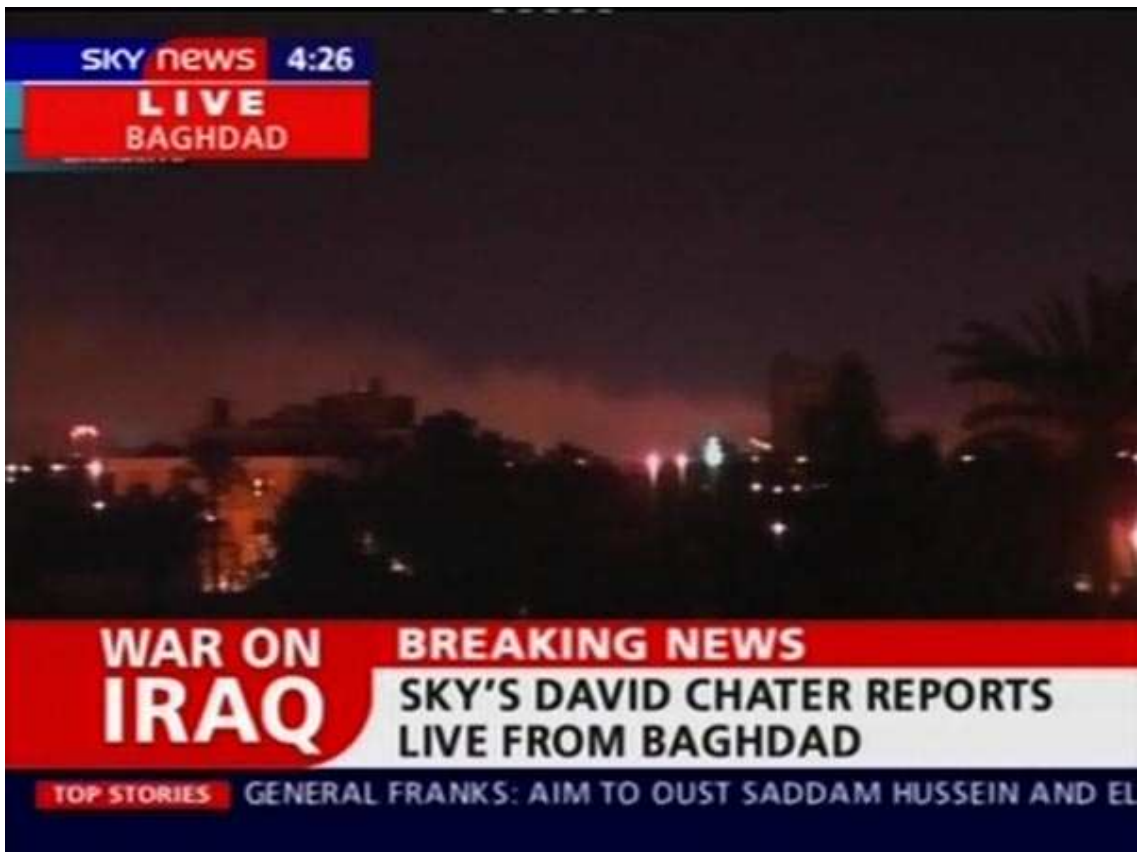 SKY news 4:26
LIVE
BAGHDAD
WAR ON
IRAQ
BREAKING NEWS
SKY'S DAVID CHATER REPORTS
LIVE FROM BAGHDAD
TOP STORIES GENERAL FRANKS: AIM TO OUST SADDAM HUSSEIN AND EL